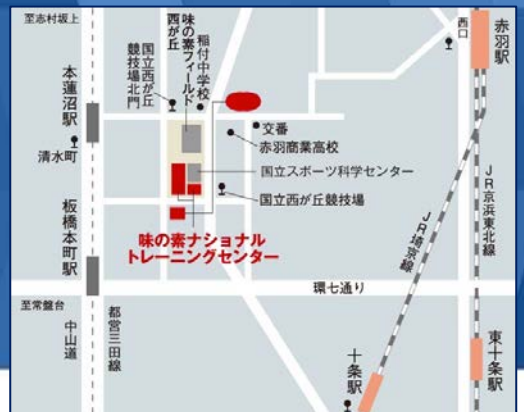 至志村坂上
本蓮沼駅
清水町
板橋本町駅
至常盤台
中山道
都営三田線
国立西が丘
競技場北門
味の素フィールド
西が丘
稲付中学校
交番
赤羽商業高校
国立スポーツ科学センター
国立西が丘競技場
味の素ナショナル
トレーニングセンター
環七通り
西口
赤羽駅
JR京浜東北線
JR埼京線
十条駅
東十条駅